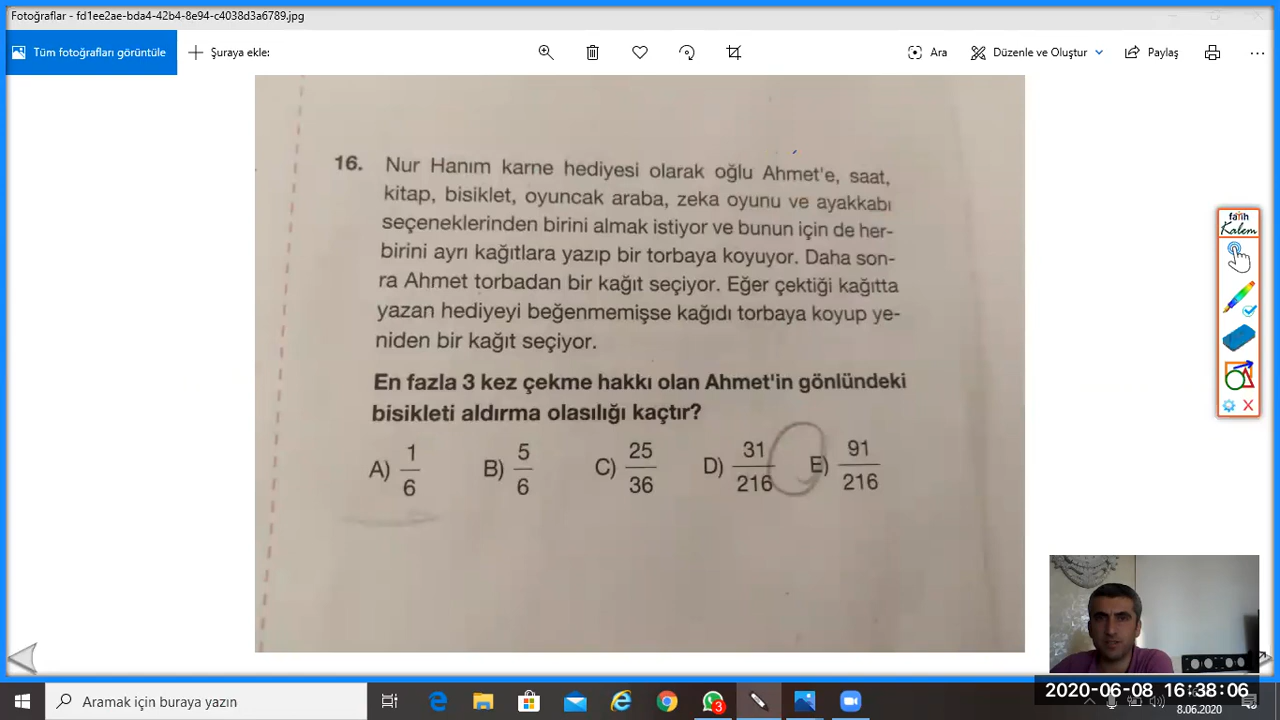 Fotoğraflar - fd1ee2ae-bda4-42b4-8e94-c4038d3a6789.jpg
Tüm fotoğrafları görüntüle
Şuraya ekle:
Ara
Düzenle ve Oluştur
Paylaş
16. Nur Hanım karne hediyesi olarak oğlu Ahmet'e, saat,
kitap, bisiklet, oyuncak araba, zeka oyunu ve ayakkabı
seçeneklerinden birini almak istiyor ve bunun için de her-
birini ayrı kağıtlara yazıp bir torbaya koyuyor. Daha son-
ra Ahmet torbadan bir kağıt seçiyor. Eğer çektiği kağıtta
yazan hediyeyi beğenmemişse kağıdı torbaya koyup ye-
niden bir kağıt seçiyor.
En fazla 3 kez çekme hakkı olan Ahmet'in gönlündeki
bisikleti aldırma olasılığı kaçtır?
A) 1/6 B) 5/6 C) 25/36 D) 31/216 E) 91/216
fatih
Kalem
Aramak için buraya yazın
3
2020-06-08 16:38:06
8.06.2020